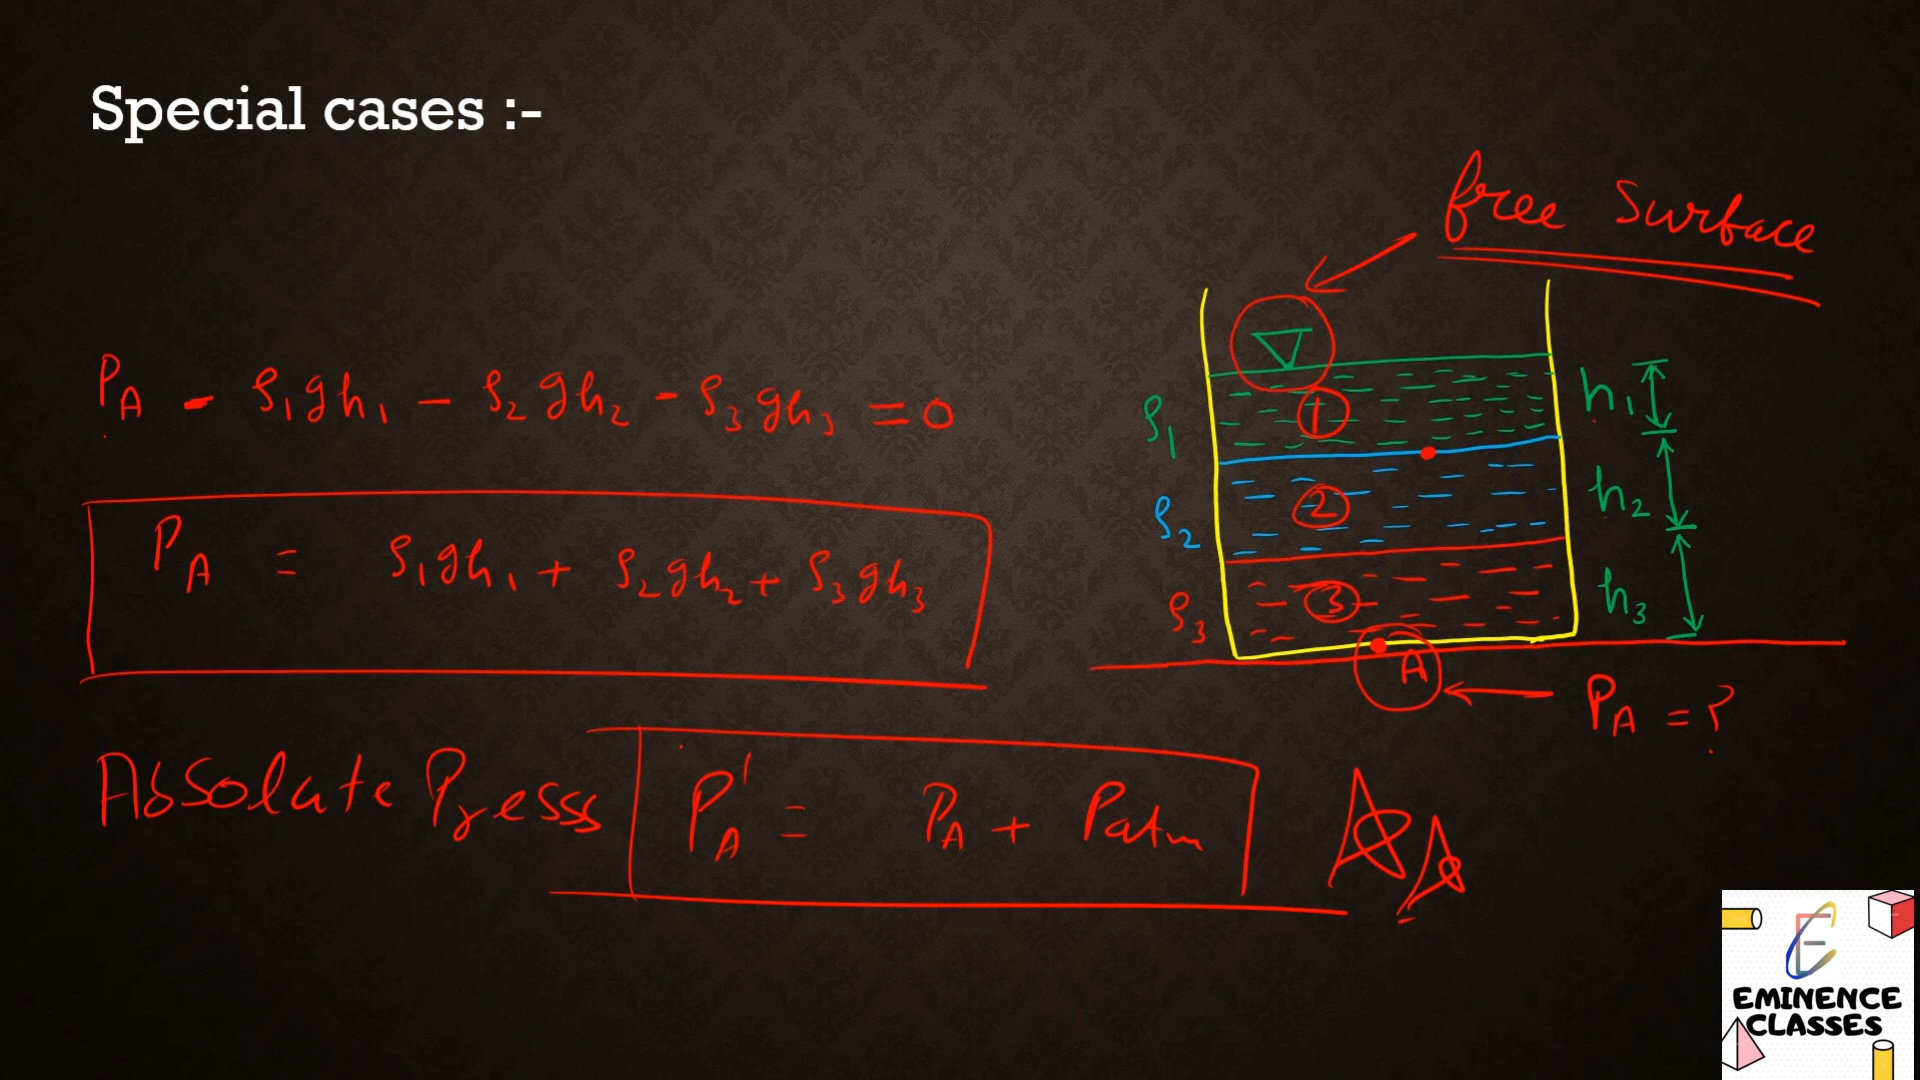 Special cases :-
free Surface
P_A - ρ₁gh₁ - ρ₂gh₂ - ρ₃gh₃ = 0
P_A = ρ₁gh₁ + ρ₂gh₂ + ρ₃gh₃
ρ₁ 1 h₁
ρ₂ 2 h₂
ρ₃ 3 h₃
A
P_A = ?
Absolute Press P'_A = P_A + Patm
E
EMINENCE
CLASSES